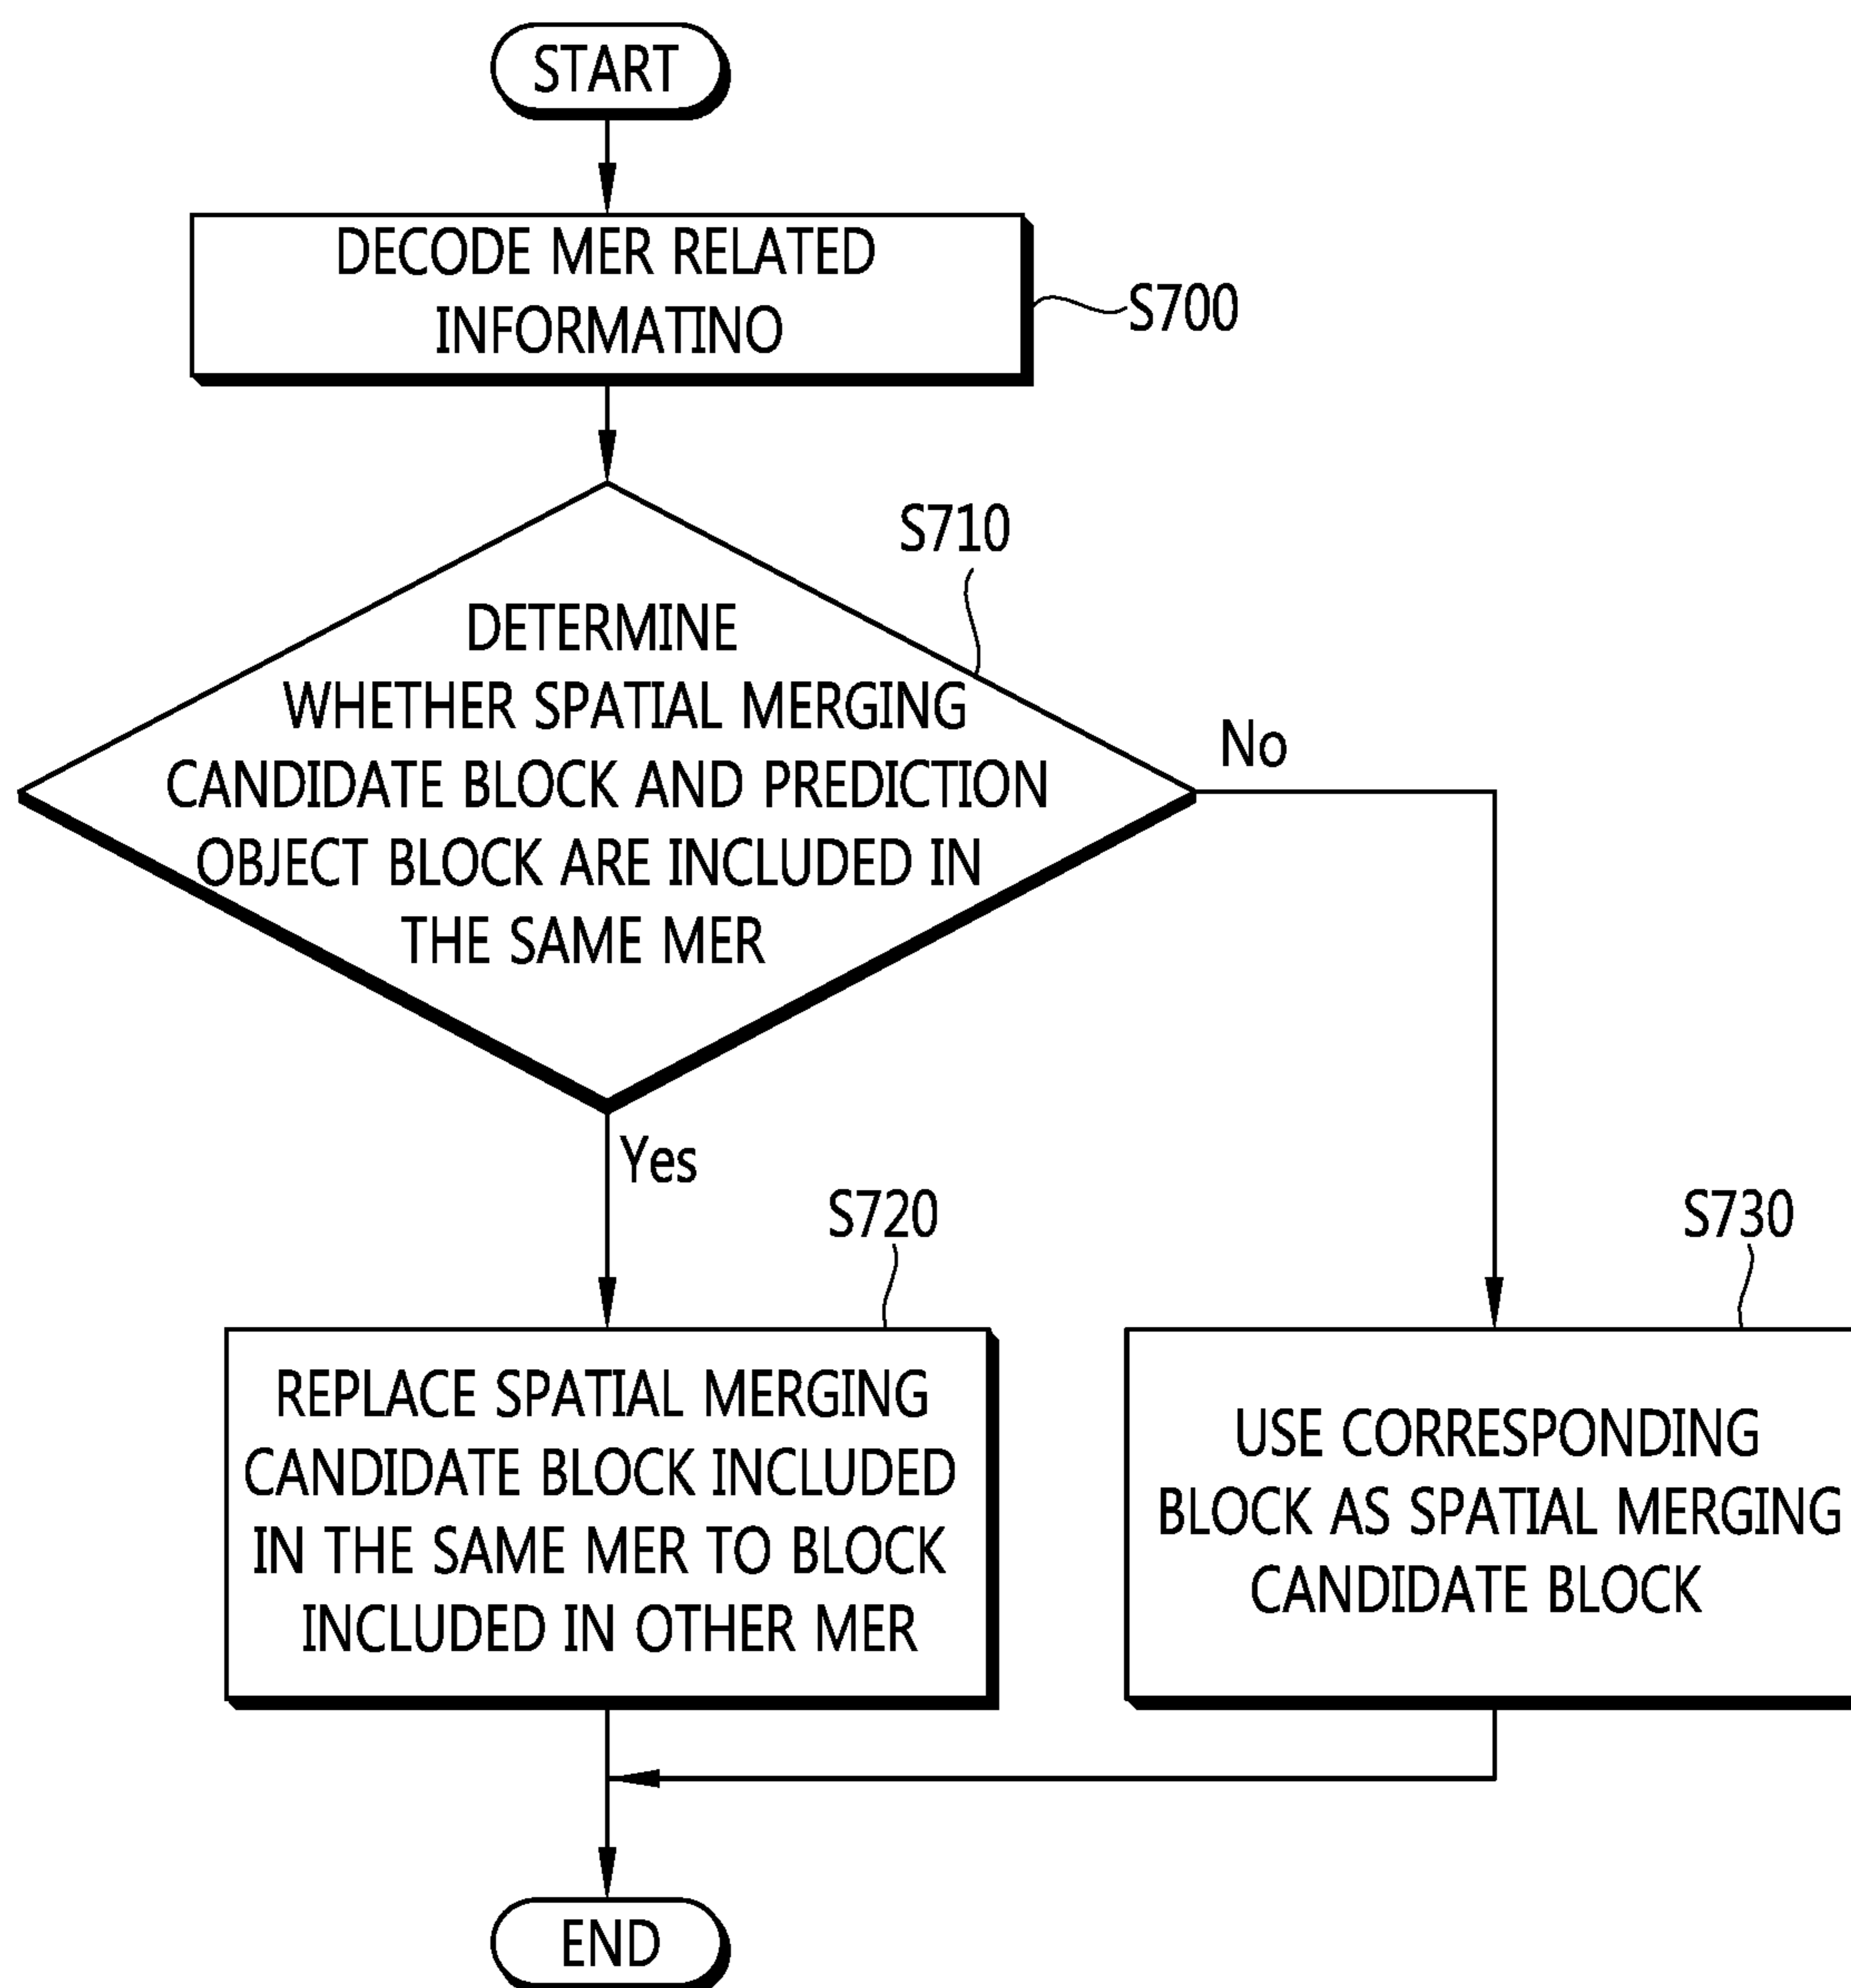 START
DECODE MER RELATED
INFORMATINO
S700
S710
DETERMINE
WHETHER SPATIAL MERGING
CANDIDATE BLOCK AND PREDICTION
OBJECT BLOCK ARE INCLUDED IN
THE SAME MER
No
Yes
S720
REPLACE SPATIAL MERGING
CANDIDATE BLOCK INCLUDED
IN THE SAME MER TO BLOCK
INCLUDED IN OTHER MER
S730
USE CORRESPONDING
BLOCK AS SPATIAL MERGING
CANDIDATE BLOCK
END